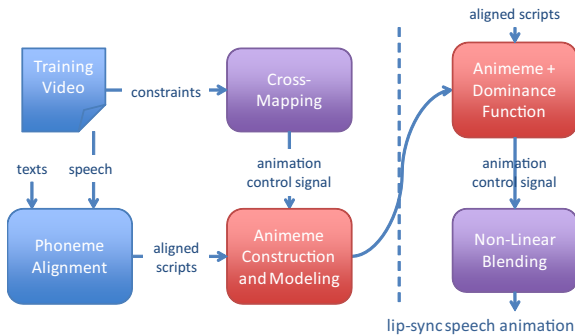 Training
Video
constraints
Cross-
Mapping
texts
speech
animation
control signal
Phoneme
Alignment
aligned
scripts
Animeme
Construction
and Modeling
aligned scripts
Animeme +
Dominance
Function
animation
control signal
Non-Linear
Blending
lip-sync speech animation